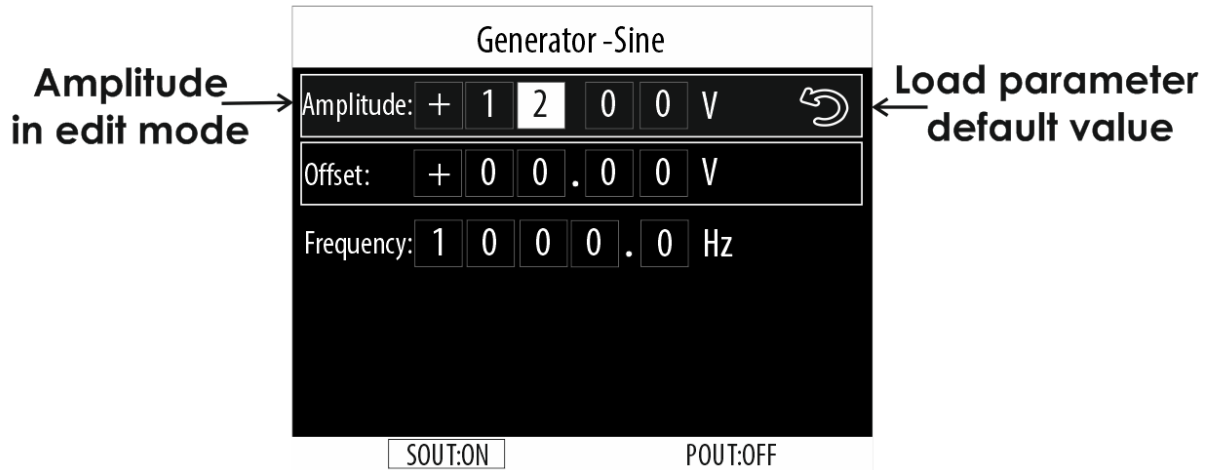 Generator -Sine
Amplitude
in edit mode
Amplitude: + 1 2 0 0 V
Load parameter
default value
Offset: + 0 0 . 0 0 V
Frequency: 1 0 0 0 . 0 Hz
SOUT:ON POUT:OFF